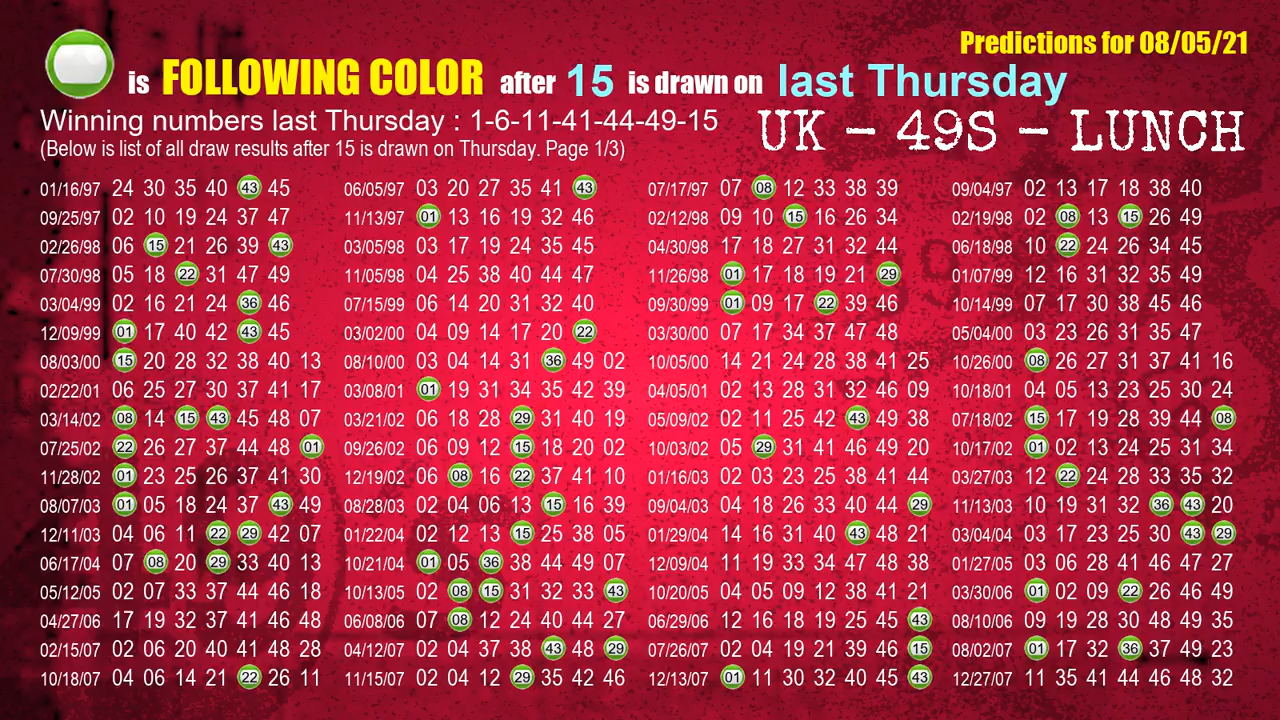 Predictions for 08/05/21
is FOLLOWING COLOR after 15 is drawn on last Thursday
Winning numbers last Thursday : 1-6-11-41-44-49-15
UK - 49S - LUNCH
(Below is list of all draw results after 15 is drawn on Thursday. Page 1/3)
01/16/97 24 30 35 40 43 45 06/05/97 03 20 27 35 41 43 07/17/97 07 08 12 33 38 39 09/04/97 02 13 17 18 38 40
09/25/97 02 10 19 24 37 47 11/13/97 01 13 16 19 32 46 02/12/98 09 10 15 16 26 34 02/19/98 02 08 13 15 26 49
02/26/98 06 15 21 26 39 43 03/05/98 03 17 19 24 35 45 04/30/98 17 18 27 31 32 44 06/18/98 10 22 24 26 34 45
07/30/98 05 18 22 31 47 49 11/05/98 04 25 38 40 44 47 11/26/98 01 17 18 19 21 29 01/07/99 12 16 31 32 35 49
03/04/99 02 16 21 24 36 46 07/15/99 06 14 20 31 32 40 09/30/99 01 09 17 22 39 46 10/14/99 07 17 30 38 45 46
12/09/99 01 17 40 42 43 45 03/02/00 04 09 14 17 20 22 03/30/00 07 17 34 37 47 48 05/04/00 03 23 26 31 35 47
08/03/00 15 20 28 32 38 40 13 08/10/00 03 04 14 31 36 49 02 10/05/00 14 21 24 28 38 41 25 10/26/00 08 26 27 31 37 41 16
02/22/01 06 25 27 30 37 41 17 03/08/01 01 19 31 34 35 42 39 04/05/01 02 13 28 31 32 46 09 10/18/01 04 05 13 23 25 30 24
03/14/02 08 14 15 43 45 48 07 03/21/02 06 18 28 29 31 40 19 05/09/02 02 11 25 42 43 49 38 07/18/02 15 17 19 28 39 44 08
07/25/02 22 26 27 37 44 48 01 09/26/02 06 09 12 15 18 20 02 10/03/02 05 29 31 41 46 49 20 10/17/02 01 02 13 24 25 31 34
11/28/02 01 23 25 26 37 41 30 12/19/02 06 08 16 22 37 41 10 01/16/03 02 03 23 25 38 41 44 03/27/03 12 22 24 28 33 35 32
08/07/03 01 05 18 24 37 43 49 08/28/03 02 04 06 13 15 16 39 09/04/03 04 18 26 33 40 44 29 11/13/03 10 19 31 32 36 43 20
12/11/03 04 06 11 22 29 42 07 01/22/04 02 12 13 15 25 38 05 01/29/04 14 16 31 40 43 48 21 03/04/04 03 17 23 25 30 43 29
06/17/04 07 08 20 29 33 40 13 10/21/04 01 05 36 38 44 49 07 12/09/04 11 19 33 34 47 48 38 01/27/05 03 06 28 41 46 47 27
05/12/05 02 07 33 37 44 46 18 10/13/05 02 08 15 31 32 33 43 10/20/05 04 05 09 12 38 41 21 03/30/06 01 02 09 22 26 46 49
04/27/06 17 19 32 37 41 46 48 06/08/06 07 08 12 24 40 44 27 06/29/06 12 16 18 19 25 45 43 08/10/06 09 19 28 30 48 49 35
02/15/07 02 06 20 40 41 48 28 04/12/07 02 04 37 38 43 48 29 07/26/07 02 04 19 21 39 46 15 08/02/07 01 17 32 36 37 49 23
10/18/07 04 06 14 21 22 26 11 11/15/07 02 04 12 29 35 42 46 12/13/07 01 11 30 32 40 45 43 12/27/07 11 35 41 44 46 48 32